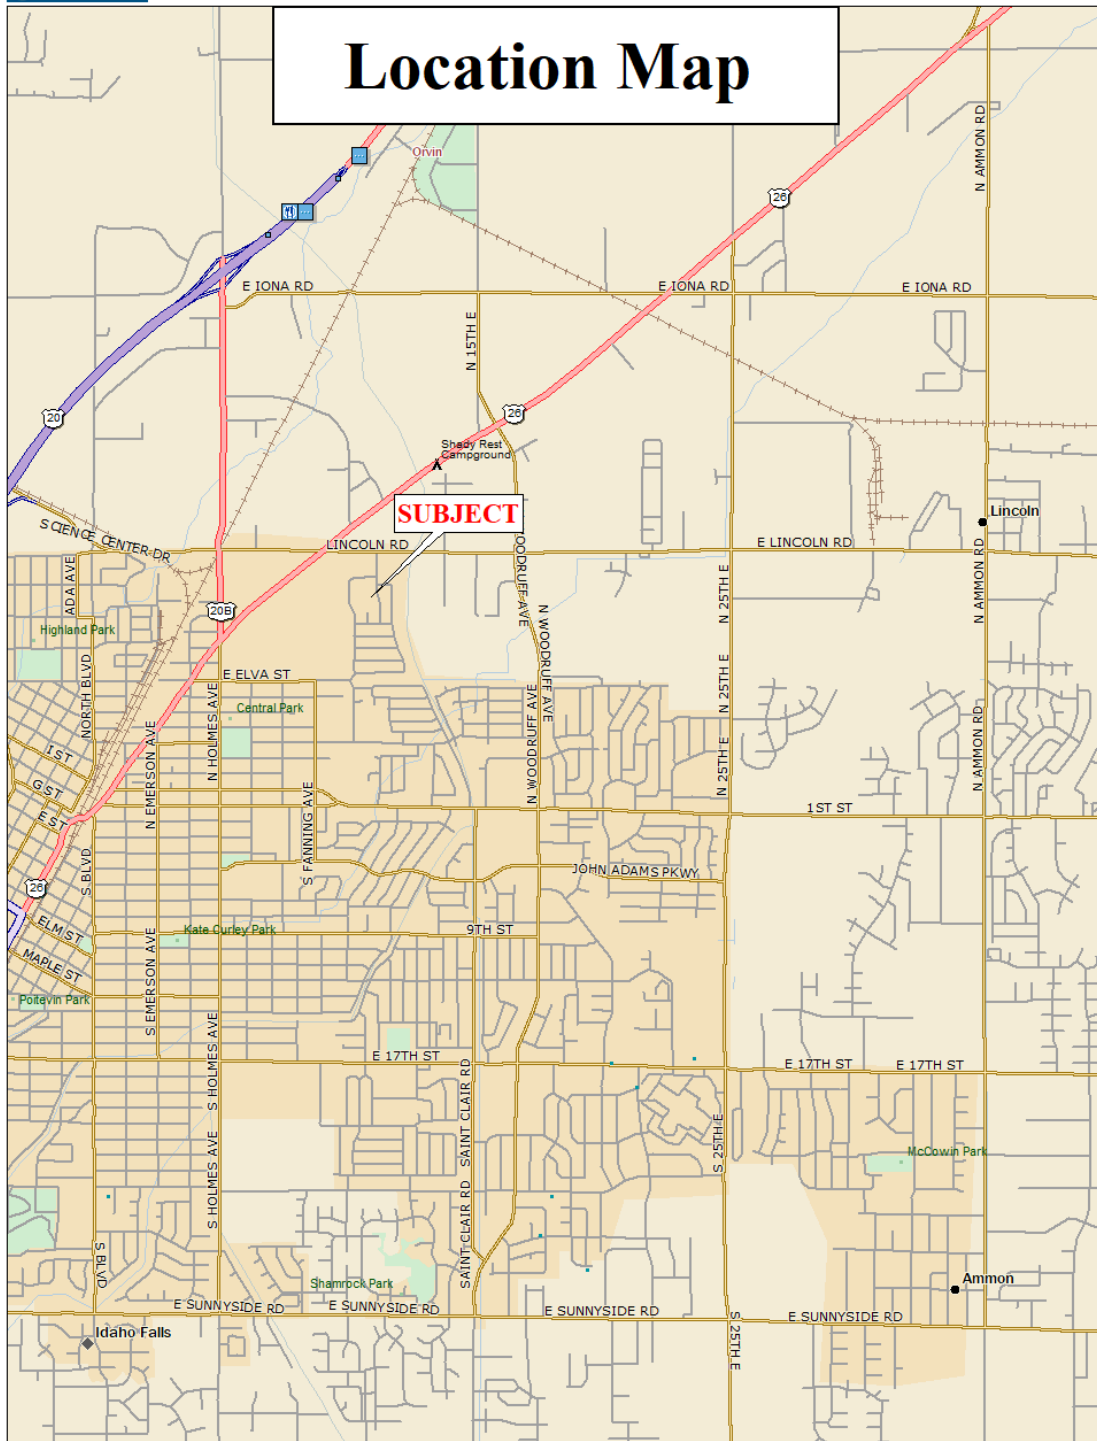 Location Map
Orvin
26
N AMMON RD
E IONA RD
E IONA RD
E IONA RD
N 15TH E
20
26
Shady Rest
Campground
SUBJECT
Lincoln
SCIENCE CENTER DR
LINCOLN RD
E LINCOLN RD
ADA AVE
20B
OODRUFF AVE
N WOODRUFF AVE
N 25TH E
N AMMON RD
Highland Park
E ELVA ST
NORTH BLVD
Central Park
N HOLMES AVE
N WOODRUFF AVE
N 25TH E
N 25TH E
N AMMON RD
I ST
G ST
E ST
N EMERSON AVE
S FANNING AVE
1ST ST
26
S BLVD
JOHN ADAMS PKWY
ELM ST
Kate Curley Park
9TH ST
MAPLE ST
S EMERSON AVE
Poitevin Park
S HOLMES AVE
E 17TH ST
E 17TH ST
E 17TH ST
SAINT CLAIR RD
S 25TH E
McCowin Park
S HOLMES AVE
SAINT CLAIR RD
S BLVD
Shamrock Park
Ammon
E SUNNYSIDE RD
E SUNNYSIDE RD
E SUNNYSIDE RD
E SUNNYSIDE RD
Idaho Falls
S 25TH E